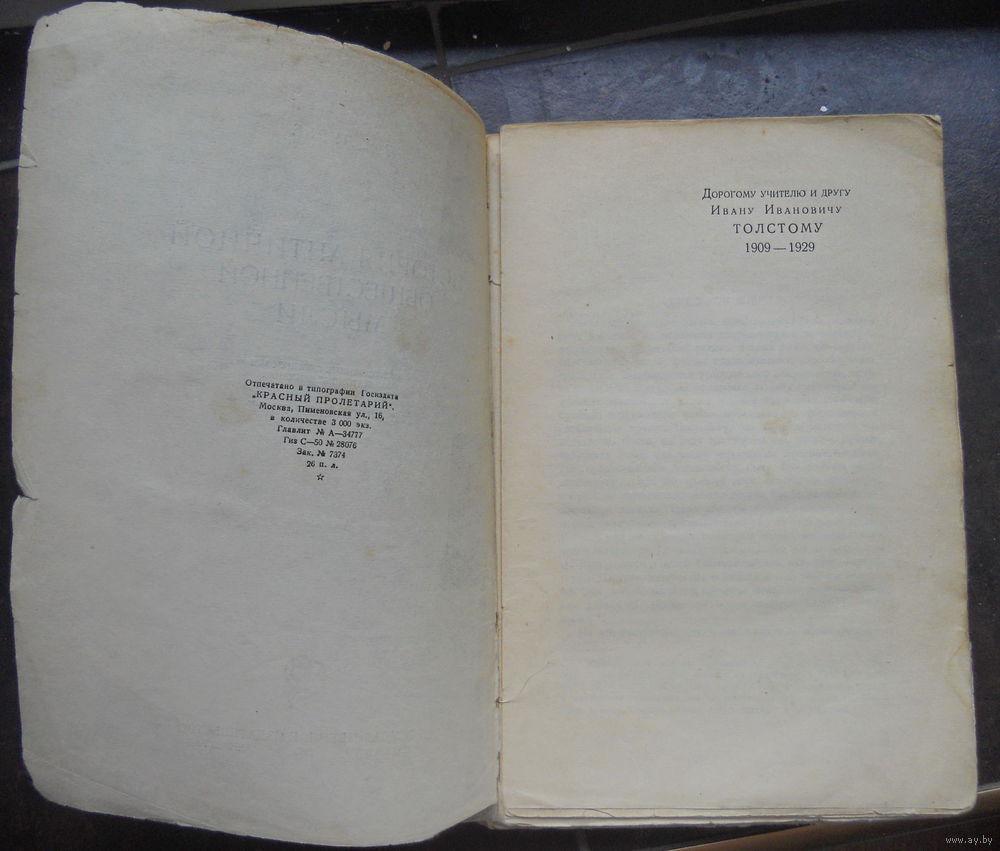 Отпечатано в типографии Госиздата
„КРАСНЫЙ ПРОЛЕТАРИЙ“.
Москва, Пименовская ул., 16,
в количестве 3 000 экз.
Главлит № А—34777
Гиз С—50 № 28076
Зак. № 7374
26 п. л.
Дорогому учителю и другу
Ивану Ивановичу
ТОЛСТОМУ
1909—1929
www.ay.by